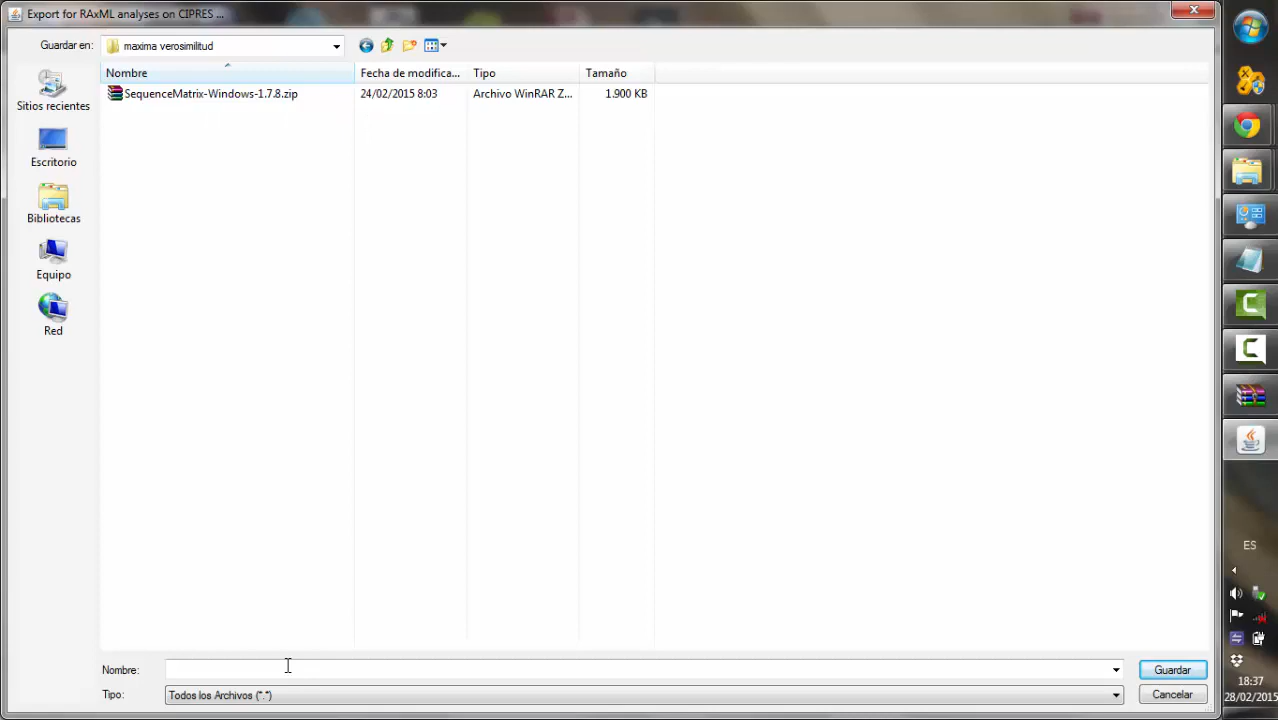 Export for RAxML analyses on CIPRES ...
Guardar en: maxima verosimilitud
Nombre Fecha de modifica... Tipo Tamaño
SequenceMatrix-Windows-1.7.8.zip 24/02/2015 8:03 Archivo WinRAR Z... 1.900 KB
Sitios recientes
Escritorio
Bibliotecas
Equipo
Red
Nombre: Guardar
Tipo: Todos los Archivos (*.*) Cancelar
ES
18:37
28/02/2015